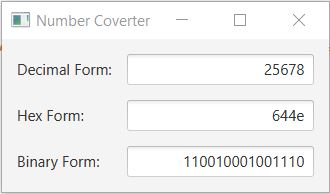 Number Coverter
Decimal Form: 25678
Hex Form: 644e
Binary Form: 110010001001110